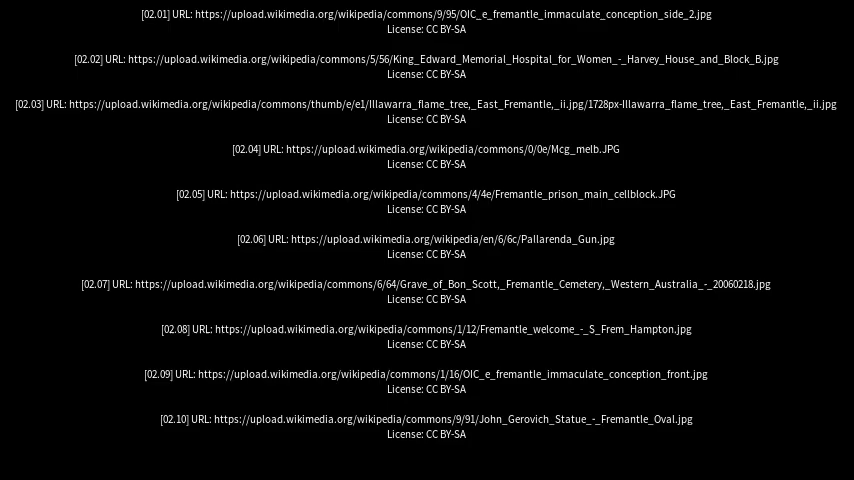 [02.01] URL: https://upload.wikimedia.org/wikipedia/commons/9/95/OIC_e_fremantle_immaculate_conception_side_2.jpg
License: CC BY-SA
[02.02] URL: https://upload.wikimedia.org/wikipedia/commons/5/56/King_Edward_Memorial_Hospital_for_Women_-_Harvey_House_and_Block_B.jpg
License: CC BY-SA
[02.03] URL: https://upload.wikimedia.org/wikipedia/commons/thumb/e/e1/Illawarra_flame_tree,_East_Fremantle,_ii.jpg/1728px-Illawarra_flame_tree,_East_Fremantle,_ii.jpg
License: CC BY-SA
[02.04] URL: https://upload.wikimedia.org/wikipedia/commons/0/0e/Mcg_melb.JPG
License: CC BY-SA
[02.05] URL: https://upload.wikimedia.org/wikipedia/commons/4/4e/Fremantle_prison_main_cellblock.JPG
License: CC BY-SA
[02.06] URL: https://upload.wikimedia.org/wikipedia/en/6/6c/Pallarenda_Gun.jpg
License: CC BY-SA
[02.07] URL: https://upload.wikimedia.org/wikipedia/commons/6/64/Grave_of_Bon_Scott,_Fremantle_Cemetery,_Western_Australia_-_20060218.jpg
License: CC BY-SA
[02.08] URL: https://upload.wikimedia.org/wikipedia/commons/1/12/Fremantle_welcome_-_S_Frem_Hampton.jpg
License: CC BY-SA
[02.09] URL: https://upload.wikimedia.org/wikipedia/commons/1/16/OIC_e_fremantle_immaculate_conception_front.jpg
License: CC BY-SA
[02.10] URL: https://upload.wikimedia.org/wikipedia/commons/9/91/John_Gerovich_Statue_-_Fremantle_Oval.jpg
License: CC BY-SA